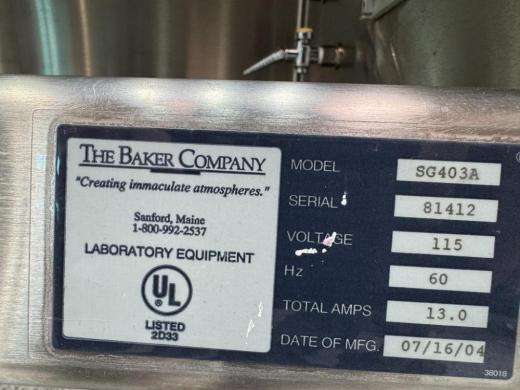 THE BAKER COMPANY
"Creating immaculate atmospheres."
Sanford, Maine
1-800-992-2537
LABORATORY EQUIPMENT
UL
LISTED
2D33
MODEL SG403A
SERIAL 81412
VOLTAGE 115
Hz 60
TOTAL AMPS 13.0
DATE OF MFG. 07/16/04
38018